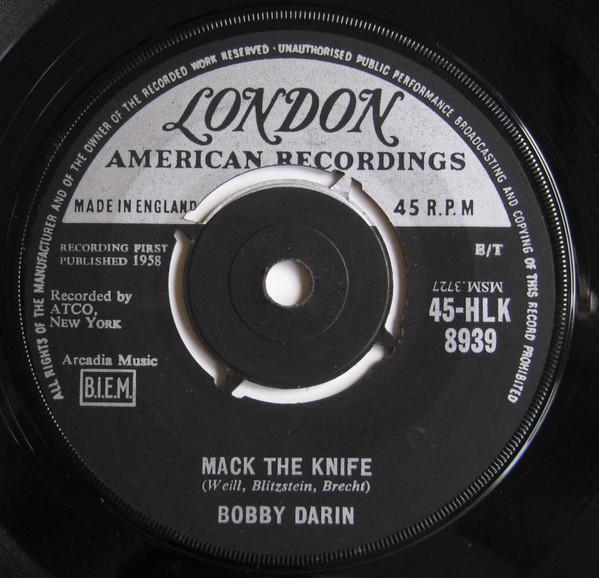 ALL RIGHTS OF THE MANUFACTURER AND OF THE OWNER OF THE RECORDED WORK RESERVED · UNAUTHORISED PUBLIC PERFORMANCE BROADCASTING AND COPYING OF THIS RECORD PROHIBITED
LONDON
AMERICAN RECORDINGS
MADE IN ENGLAND
45 R.P.M
RECORDING FIRST
PUBLISHED 1958
B/T
Recorded by
ATCO,
NEW YORK
MSM.3727
45-HLK
8939
Arcadia Music
B.I.E.M.
MACK THE KNIFE
(Weill, Blitzstein, Brecht)
BOBBY DARIN